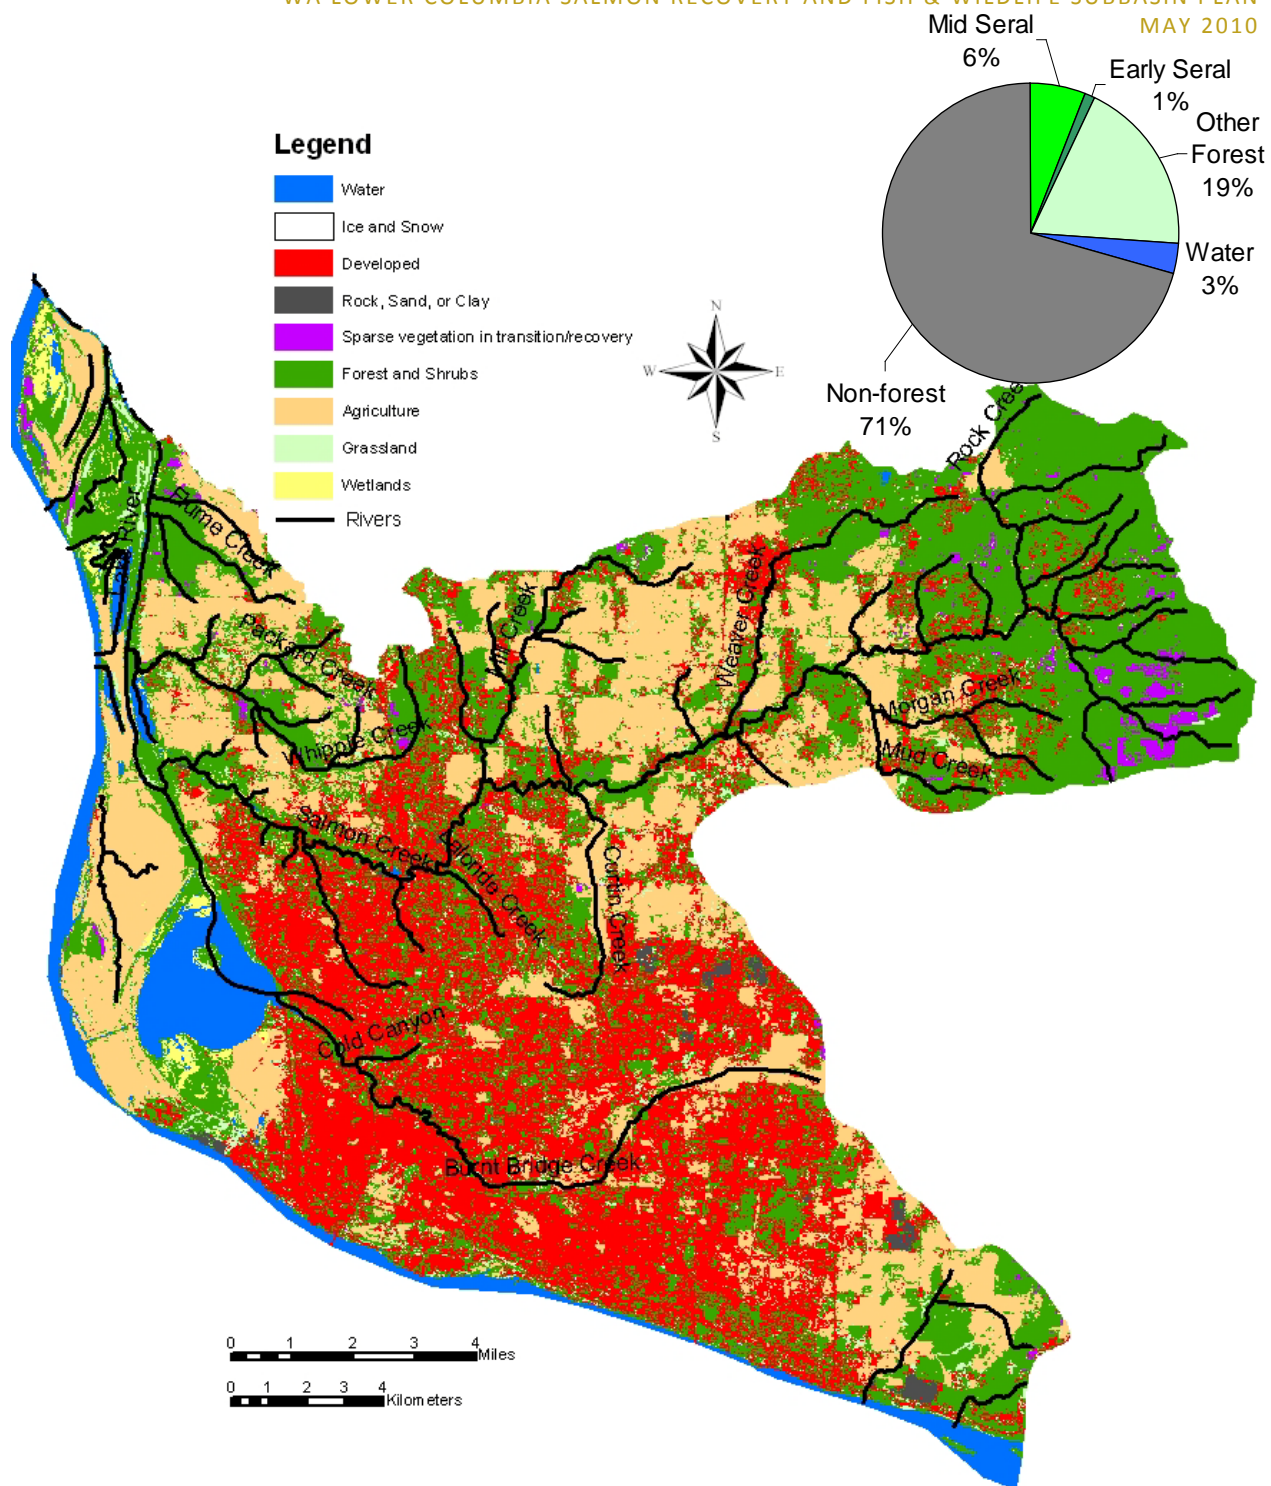 WA LOWER COLUMBIA SALMON RECOVERY AND FISH & WILDLIFE SUBBASIN PLAN
MAY 2010
Mid Seral
6%
Early Seral
1%
Other
Forest
19%
Water
3%
Non-forest
71%
Legend
Water
Ice and Snow
Developed
Rock, Sand, or Clay
Sparse vegetation in transition/recovery
Forest and Shrubs
Agriculture
Grassland
Wetlands
Rivers
N
W
E
S
Rock Creek
Flume Creek
Lake River
Packard Creek
Mill Creek
Weaver Creek
Whipple Creek
Morgan Creek
Mud Creek
Salmon Creek
Lalonde Creek
Curtin Creek
Cold Canyon
Burnt Bridge Creek
0 1 2 3 4
Miles
0 1 2 3 4
Kilometers